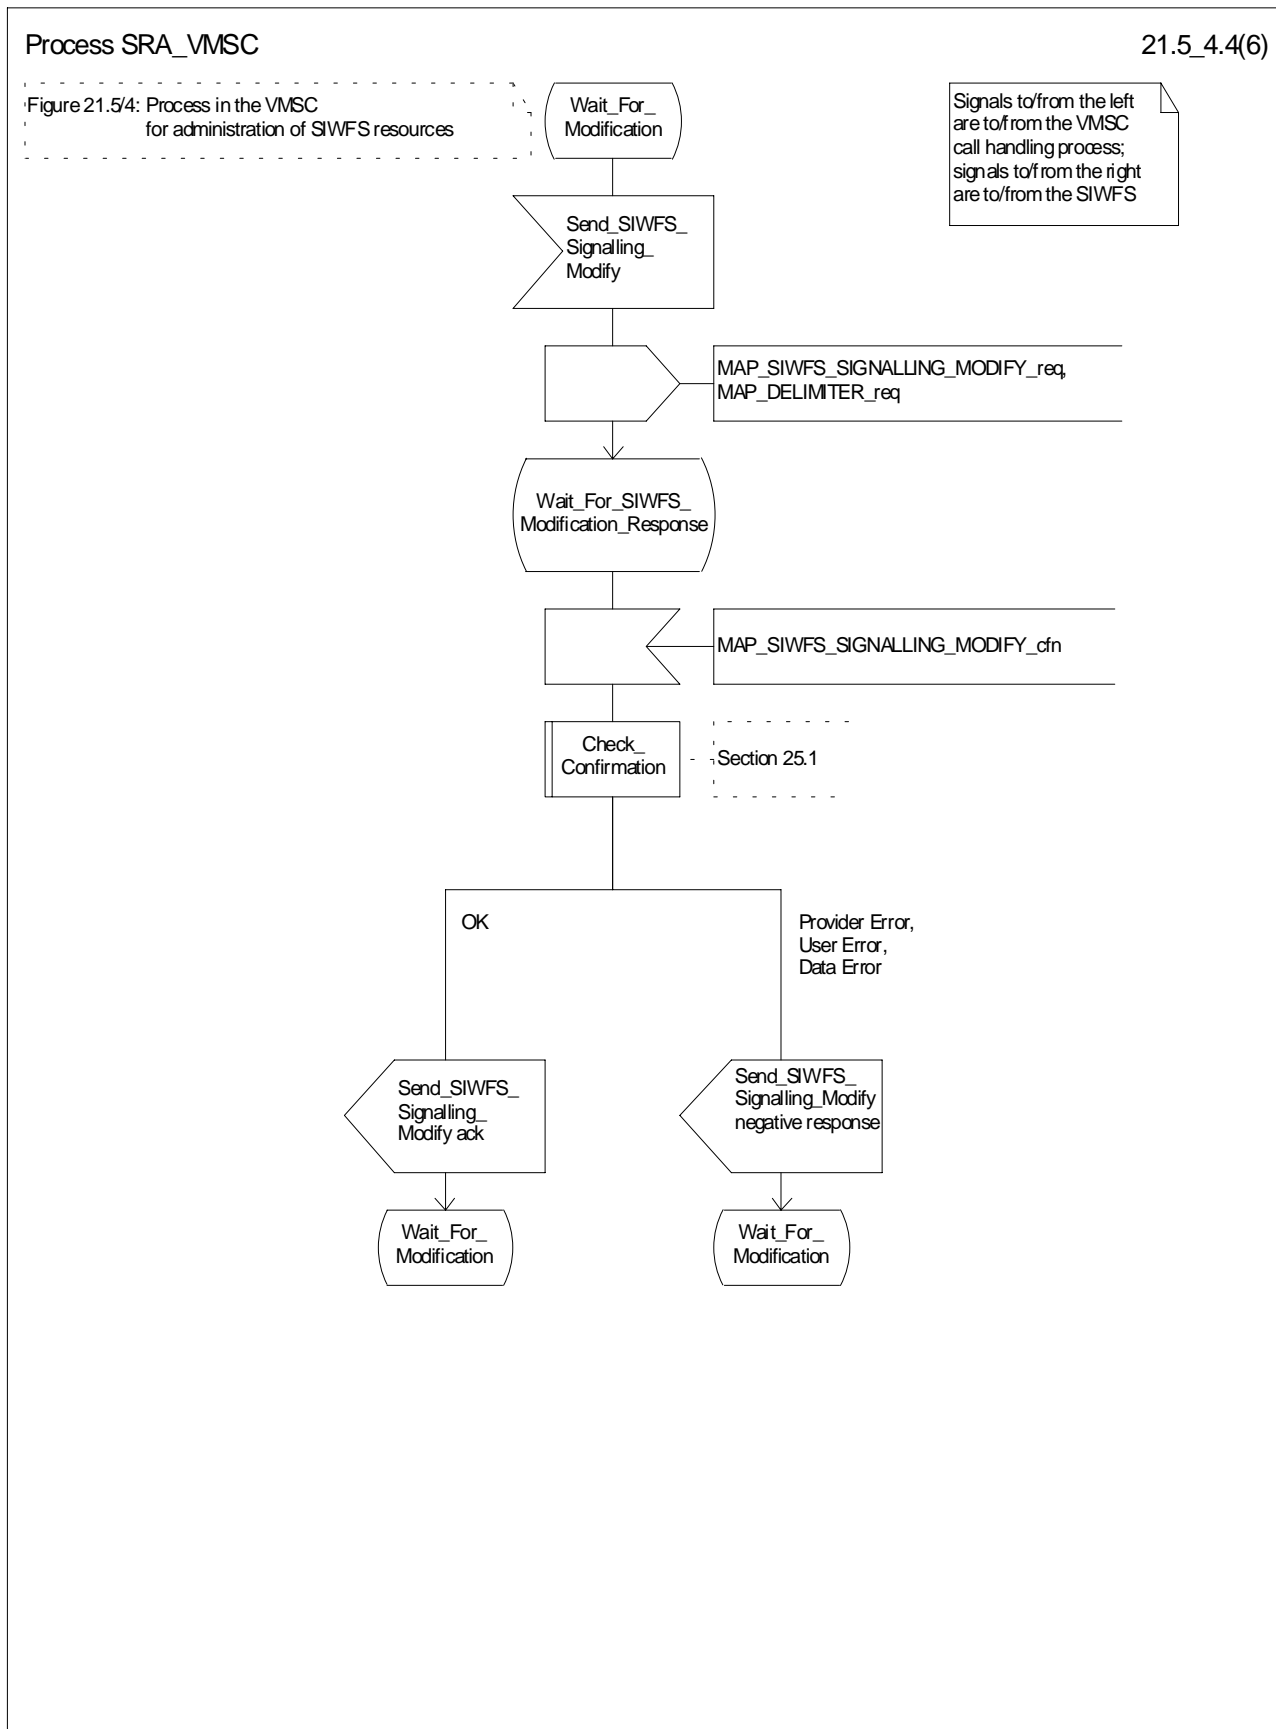 Process SRA_VMSC
21.5_4.4(6)
Figure 21.5/4: Process in the VMSC
for administration of SIWFS resources
Wait_For_
Modification
Signals to/from the left
are to/from the VMSC
call handling process;
signals to/from the right
are to/from the SIWFS
Send_SIWFS_
Signalling_
Modify
MAP_SIWFS_SIGNALLING_MODIFY_req,
MAP_DELIMITER_req
Wait_For_SIWFS_
Modification_Response
MAP_SIWFS_SIGNALLING_MODIFY_cfn
Check_
Confirmation
Section 25.1
OK
Provider Error,
User Error,
Data Error
Send_SIWFS_
Signalling_
Modify ack
Send_SIWFS_
Signalling_Modify
negative response
Wait_For_
Modification
Wait_For_
Modification